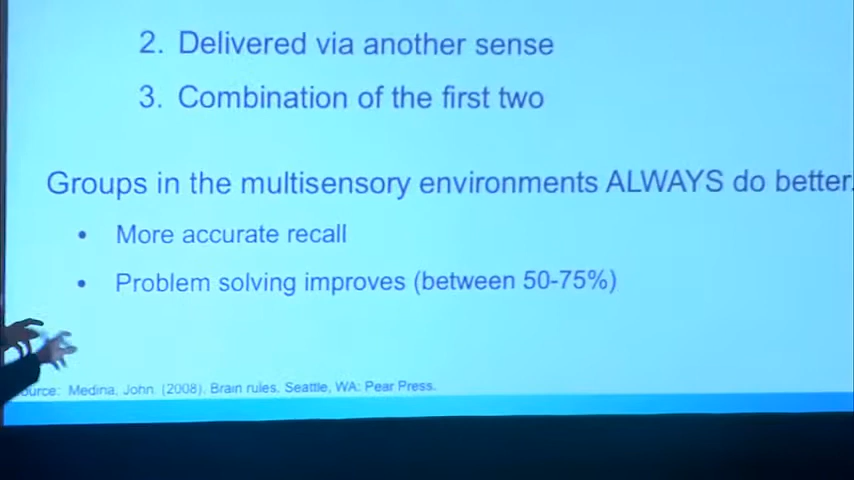 2. Delivered via another sense
3. Combination of the first two
Groups in the multisensory environments ALWAYS do better.
• More accurate recall
• Problem solving improves (between 50-75%)
ource: Medina, John. (2008). Brain rules. Seattle, WA: Pear Press.